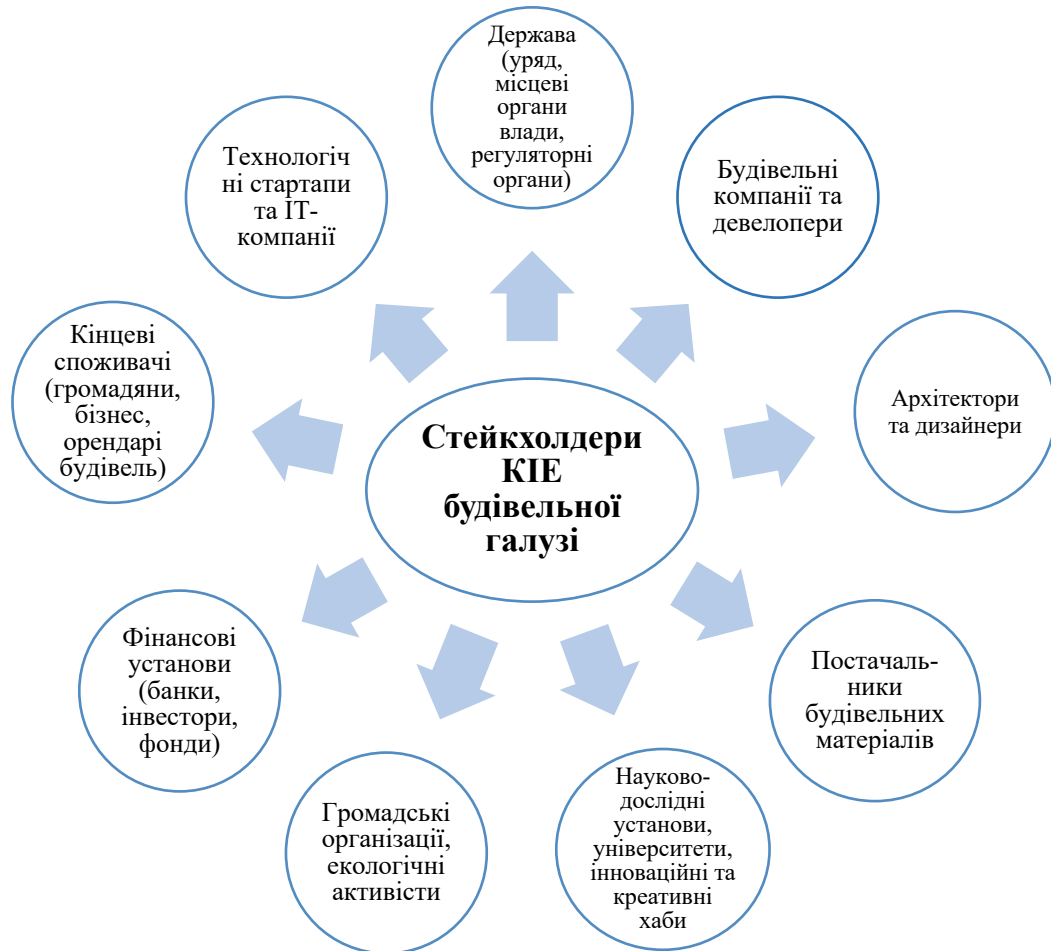 Держава
(уряд,
місцеві
органи
влади,
регуляторні
органи)
Будівельні
компанії та
девелопери
Архітектори
та дизайнери
Постачаль-
ники
будівельних
матеріалів
Науково-
дослідні
установи,
університети,
інноваційні та
креативні
хаби
Громадські
організації,
екологічні
активісти
Фінансові
установи
(банки,
інвестори,
фонди)
Кінцеві
споживачі
(громадяни,
бізнес,
орендарі
будівель)
Технологіч
ні стартапи
та ІТ-
компанії
Стейкхолдери
КІЕ
будівельної
галузі